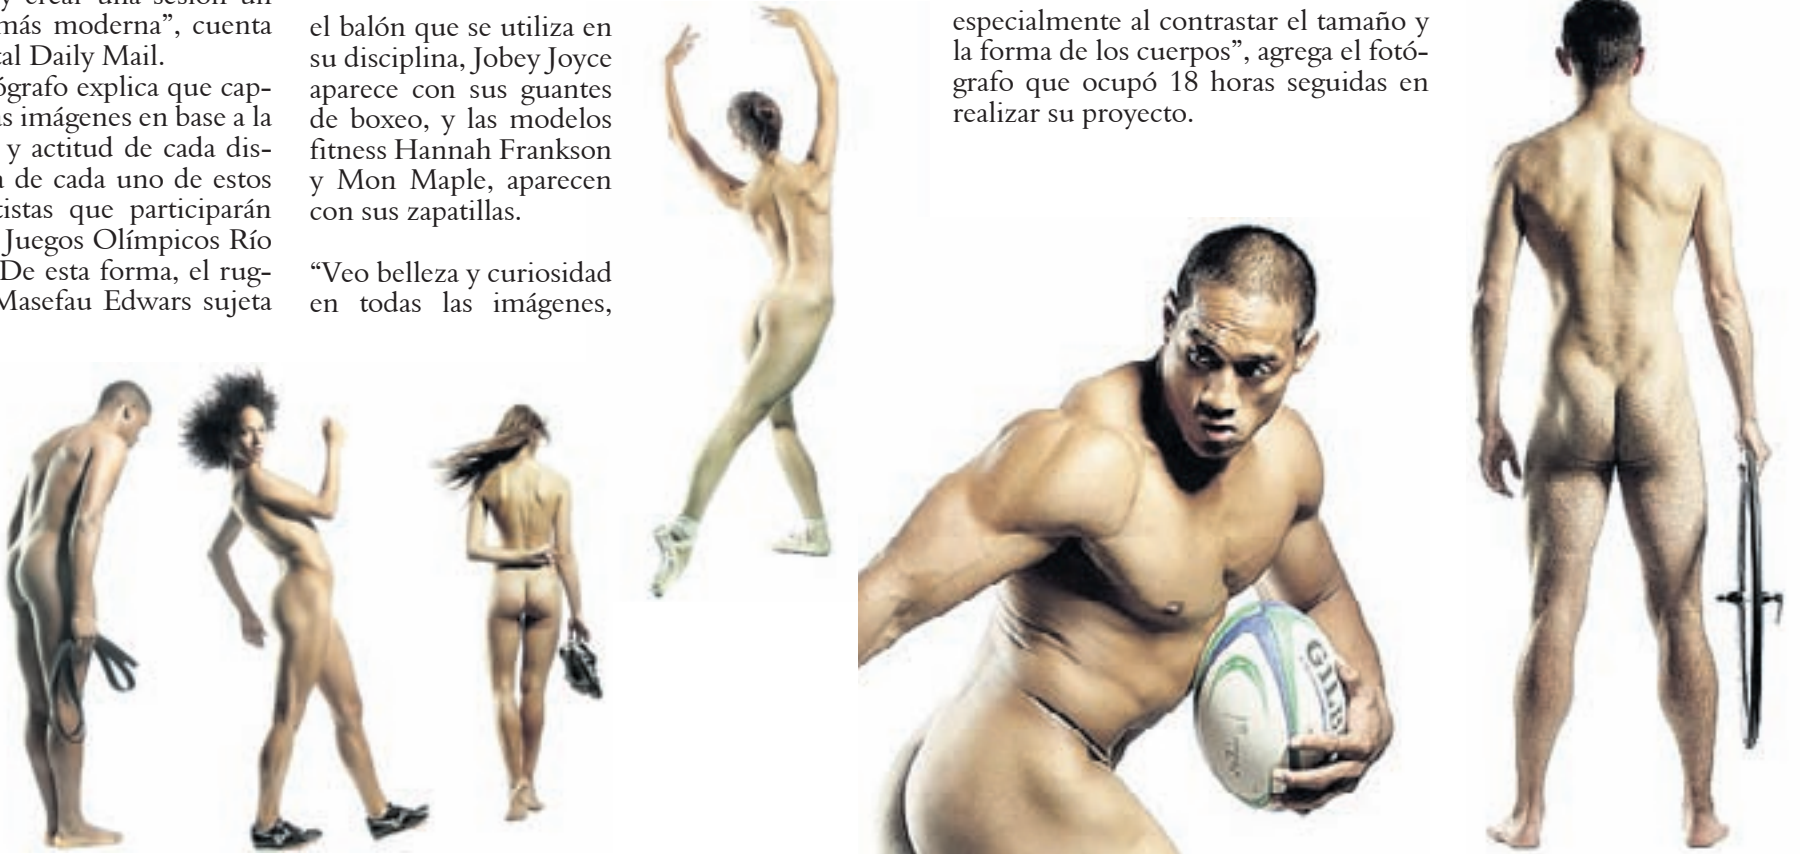 más moderna”, cuenta
tal Daily Mail.
ógrafo explica que cap-
as imágenes en base a la
y actitud de cada dis-
a de cada uno de estos
tistas que participarán
Juegos Olímpicos Río
De esta forma, el rug-
Masefau Edwars sujeta
el balón que se utiliza en
su disciplina, Jobey Joyce
aparece con sus guantes
de boxeo, y las modelos
fitness Hannah Frankson
y Mon Maple, aparecen
con sus zapatillas.
“Veo belleza y curiosidad
en todas las imágenes,
especialmente al contrastar el tamaño y
la forma de los cuerpos”, agrega el fotó-
grafo que ocupó 18 horas seguidas en
realizar su proyecto.
GILB